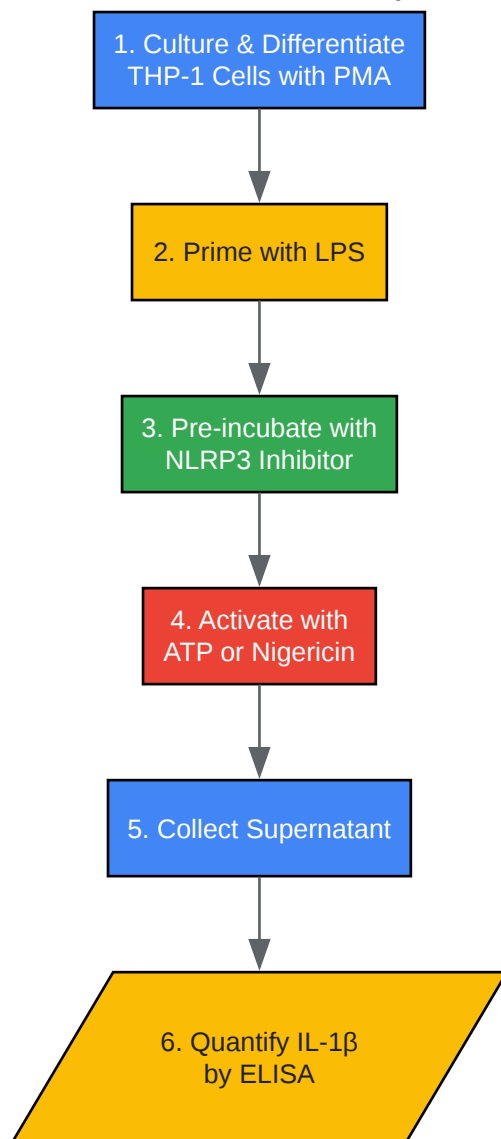 1. Culture & Differentiate
THP-1 Cells with PMA
2. Prime with LPS
3. Pre-incubate with
NLRP3 Inhibitor
4. Activate with
ATP or Nigericin
5. Collect Supernatant
6. Quantify IL-1β
by ELISA